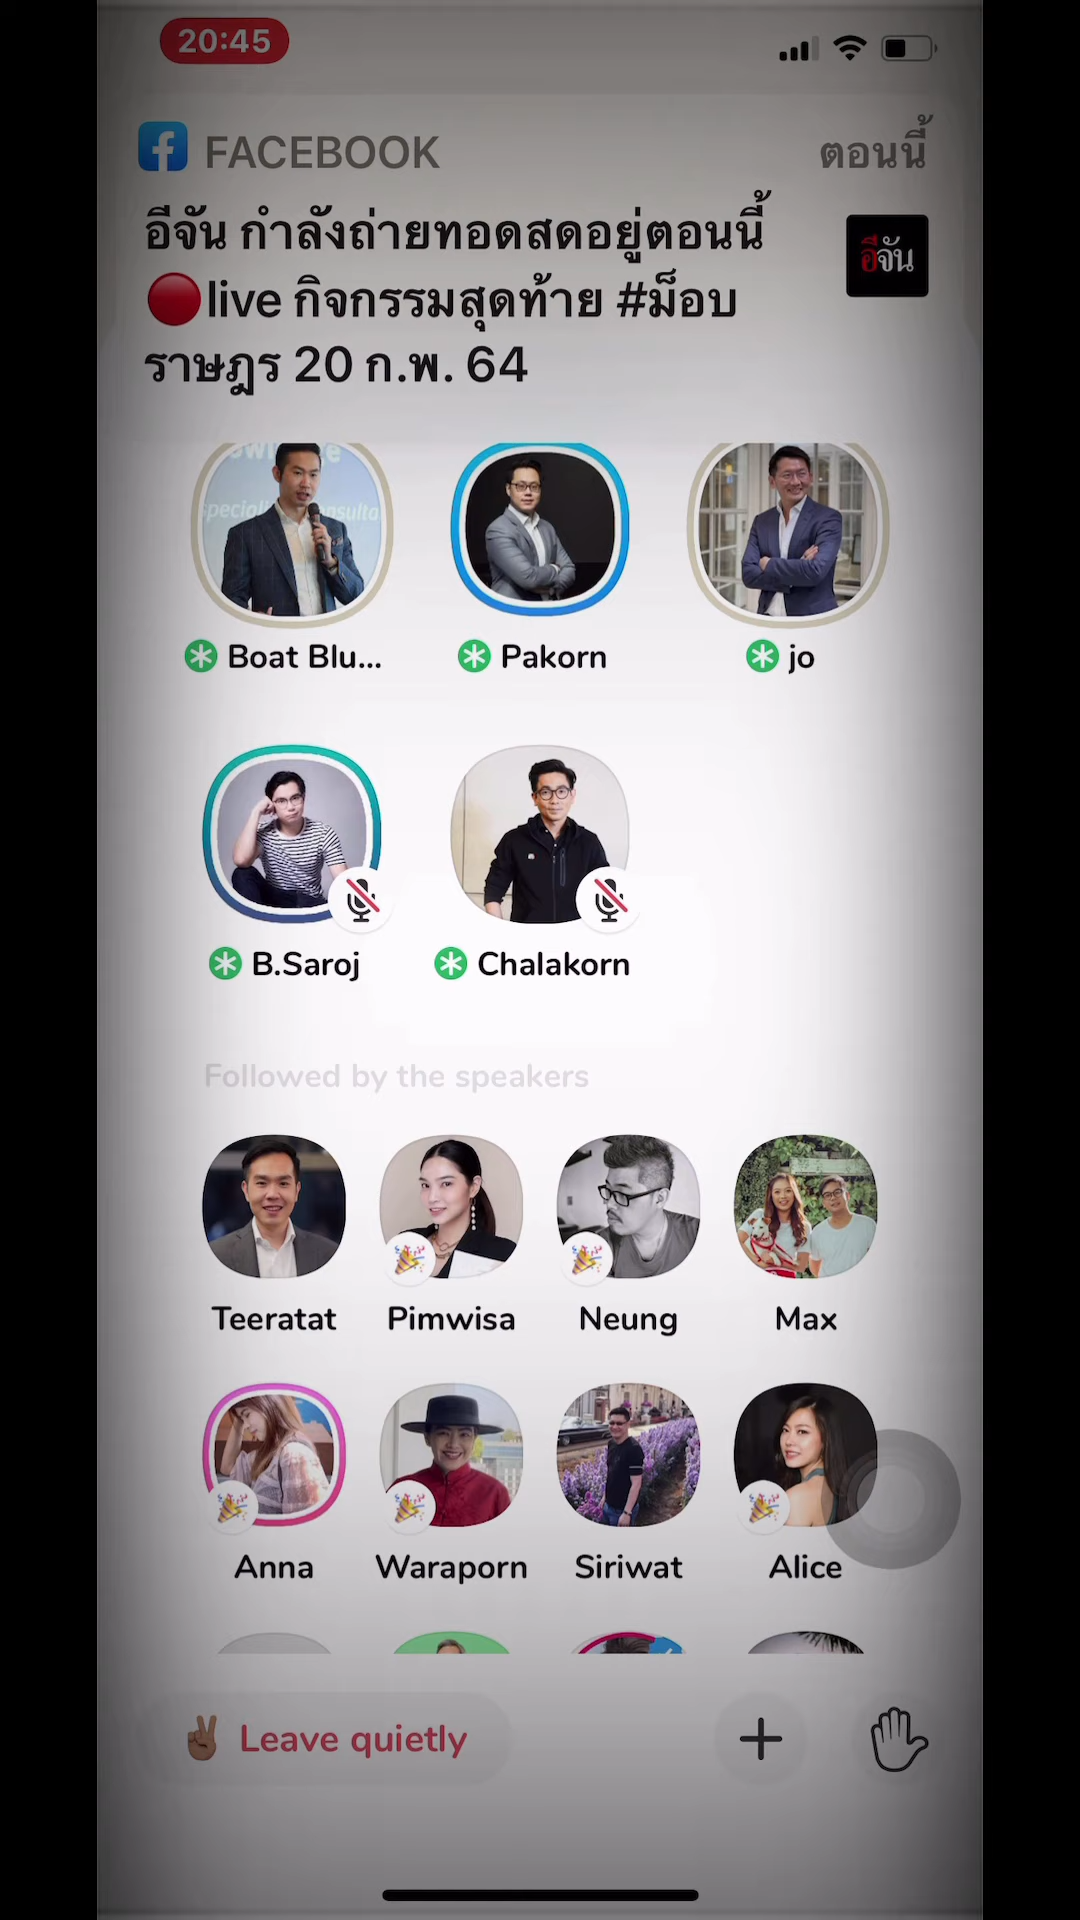 20:45
FACEBOOK
ตอนนี้
อีจัน กำลังถ่ายทอดสดอยู่ตอนนี้
🔴live กิจกรรมสุดท้าย #ม็อบ
ราษฎร 20 ก.พ. 64
อีจัน
Boat Blu...
Pakorn
jo
B.Saroj
Chalakorn
Followed by the speakers
Teeratat
Pimwisa
Neung
Max
Anna
Waraporn
Siriwat
Alice
✌🏽 Leave quietly